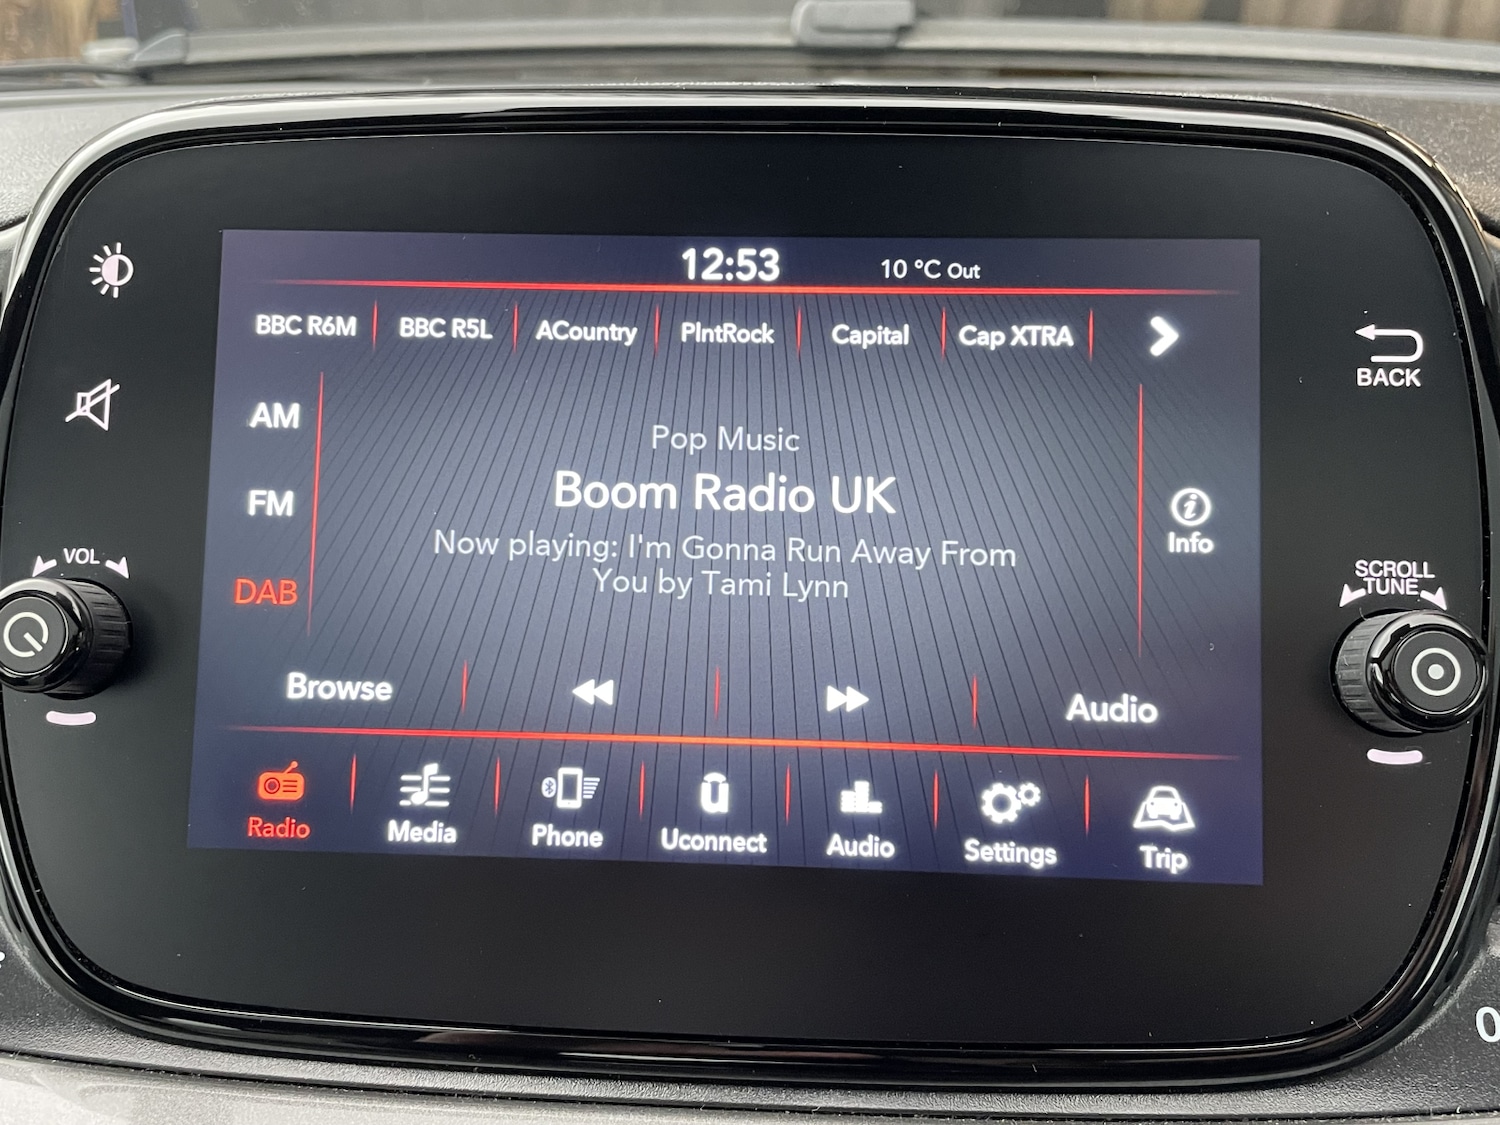 12:53 10 °C Out
BBC R6M BBC R5L ACountry PlntRock Capital Cap XTRA
AM
FM
DAB
Pop Music
Boom Radio UK
Now playing: I'm Gonna Run Away From
You by Tami Lynn
Info
Browse Audio
Radio Media Phone Uconnect Audio Settings Trip
VOL
BACK
SCROLL
TUNE
0